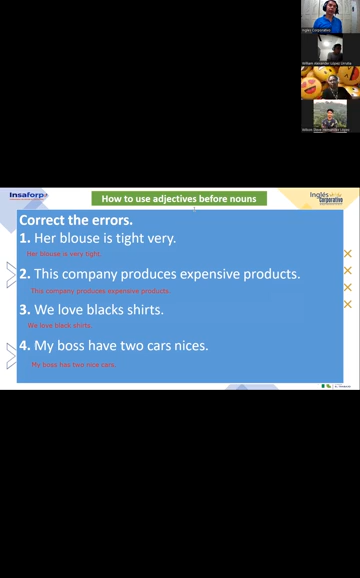 Inglés Corporativo
Insaforp
How to use adjectives before nouns
Inglés
Corporativo
Correct the errors.
1. Her blouse is tight very.
Her blouse is very tight.
2. This company produces expensive products.
This company produces expensive products.
3. We love blacks shirts.
We love black shirts.
4. My boss have two cars nices.
My boss has two nice cars.